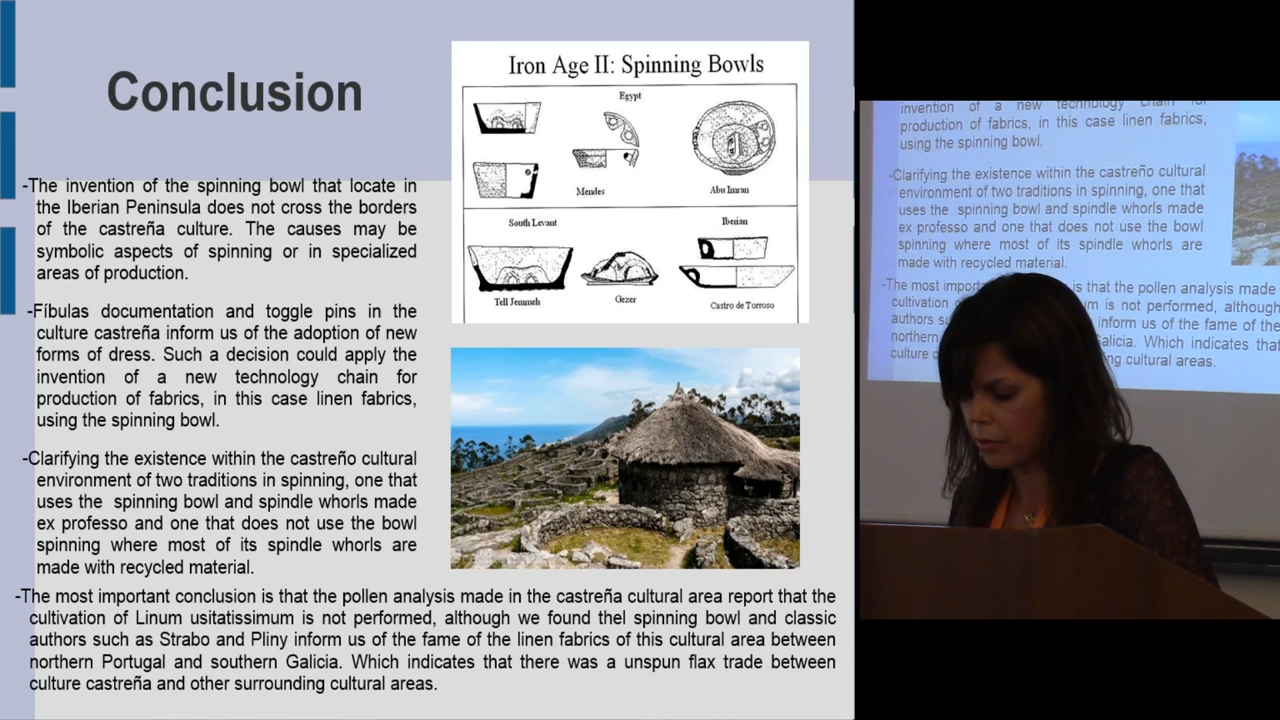 Conclusion
-The invention of the spinning bowl that locate in
the Iberian Peninsula does not cross the borders
of the castreña culture. The causes may be
symbolic aspects of spinning or in specialized
areas of production.
-Fíbulas documentation and toggle pins in the
culture castreña inform us of the adoption of new
forms of dress. Such a decision could apply the
invention of a new technology chain for
production of fabrics, in this case linen fabrics,
using the spinning bowl.
-Clarifying the existence within the castreño cultural
environment of two traditions in spinning, one that
uses the spinning bowl and spindle whorls made
ex professo and one that does not use the bowl
spinning where most of its spindle whorls are
made with recycled material.
-The most important conclusion is that the pollen analysis made in the castreña cultural area report that the
cultivation of Linum usitatissimum is not performed, although we found thel spinning bowl and classic
authors such as Strabo and Pliny inform us of the fame of the linen fabrics of this cultural area between
northern Portugal and southern Galicia. Which indicates that there was a unspun flax trade between
culture castreña and other surrounding cultural areas.
Iron Age II: Spinning Bowls
Egypt
Mendes
Abu Imran
South Levant
Iberian
Tell Jemmeh
Gezer
Castro de Torroso
invention of a new technology chain for
production of fabrics, in this case linen fabrics,
using the spinning bowl.
-Clarifying the existence within the castreño cultural
environment of two traditions in spinning, one that
uses the spinning bowl and spindle whorls made
ex professo and one that does not use the bowl
spinning where most of its spindle whorls are
made with recycled material.
-The most is that the pollen analysis made
cultivation is not performed, although
authors inform us of the fame of the
northern Galicia. Which indicates that
culture cultural areas.